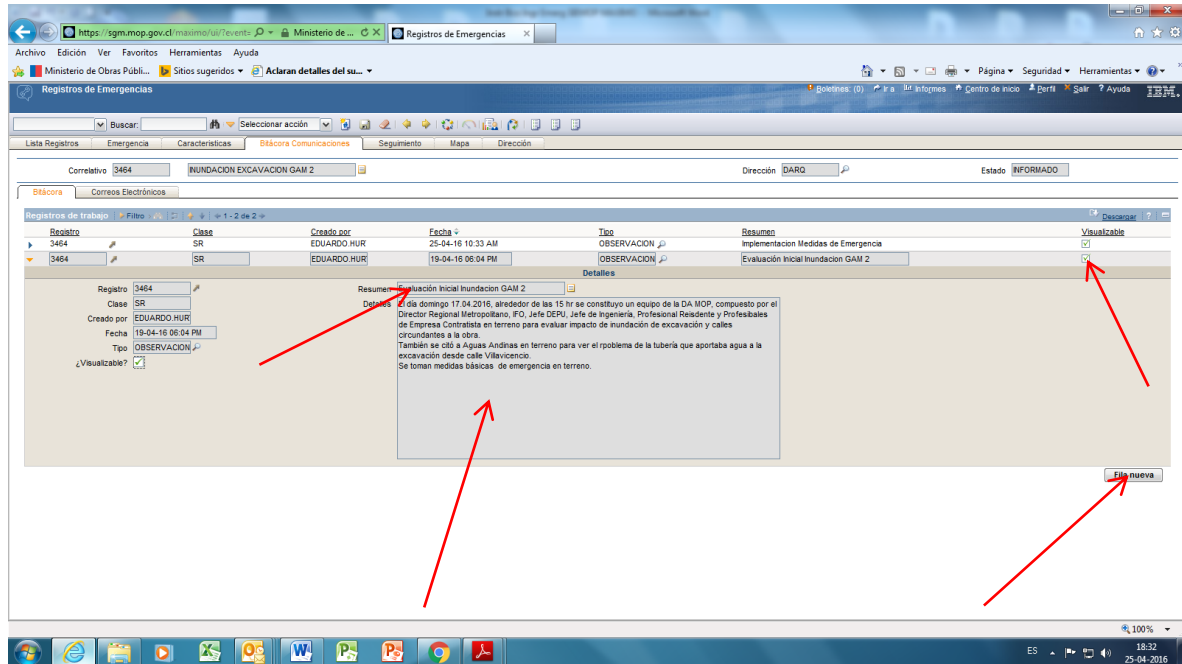 https://sgm.mop.gov.cl/maximo/ui/?event= Ministerio de ... Registros de Emergencias
Archivo Edición Ver Favoritos Herramientas Ayuda
Ministerio de Obras Públi... Sitios sugeridos Aclaran detalles del su... Página Seguridad Herramientas
Registros de Emergencias Boletines: (0) Ir a Informes Centro de inicio Perfil Salir ? Ayuda IBM.
Buscar: Seleccionar acción
Lista Registros Emergencia Características Bitácora Comunicaciones Seguimiento Mapa Dirección
Correlativo 3464 INUNDACION EXCAVACION GAM 2 Dirección DARQ Estado INFORMADO
Bitácora Correos Electrónicos
Registros de trabajo Filtro 1 - 2 de 2 Descargar ?
Registro Clase Creado por Fecha Tipo Resumen Visualizable
3464 SR EDUARDO.HUR 25-04-16 10:33 AM OBSERVACION Implementacion Medidas de Emergencia
3464 SR EDUARDO.HUR 19-04-16 06:04 PM OBSERVACION Evaluación Inicial Inundacion GAM 2
Detalles
Registro 3464 Resumen Evaluación Inicial Inundacion GAM 2
Clase SR
Creado por EDUARDO.HUR
Fecha 19-04-16 06:04 PM
Tipo OBSERVACION
¿Visualizable?
Detalles El día domingo 17.04.2016, alrededor de las 15 hr se constituyo un equipo de la DA MOP, compuesto por el
Director Regional Metropolitano, IFO, Jefe DEPU, Jefe de Ingeniería, Profesional Reisdente y Profesibales
de Empresa Contratista en terreno para evaluar impacto de inundación de excavación y calles
circundantes a la obra.
También se citó a Aguas Andinas en terreno para ver el rpoblema de la tubería que aportaba agua a la
excavación desde calle Villavicencio.
Se toman medidas básicas de emergencia en terreno.
Fila nueva
100%
ES 18:32
25-04-2016